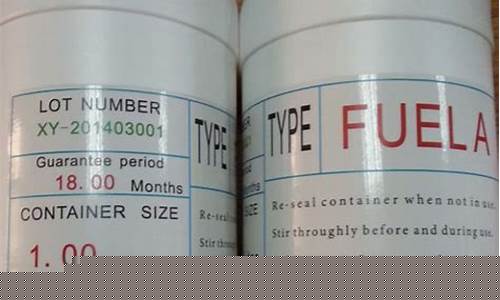 LOT NUMBER
XY-201403001
Guarantee period
18.00 Months
CONTAINER SIZE
1.00
TYPE
TYPE FUELA
Re-seal container when not in use.
Stir throughly before and during use.